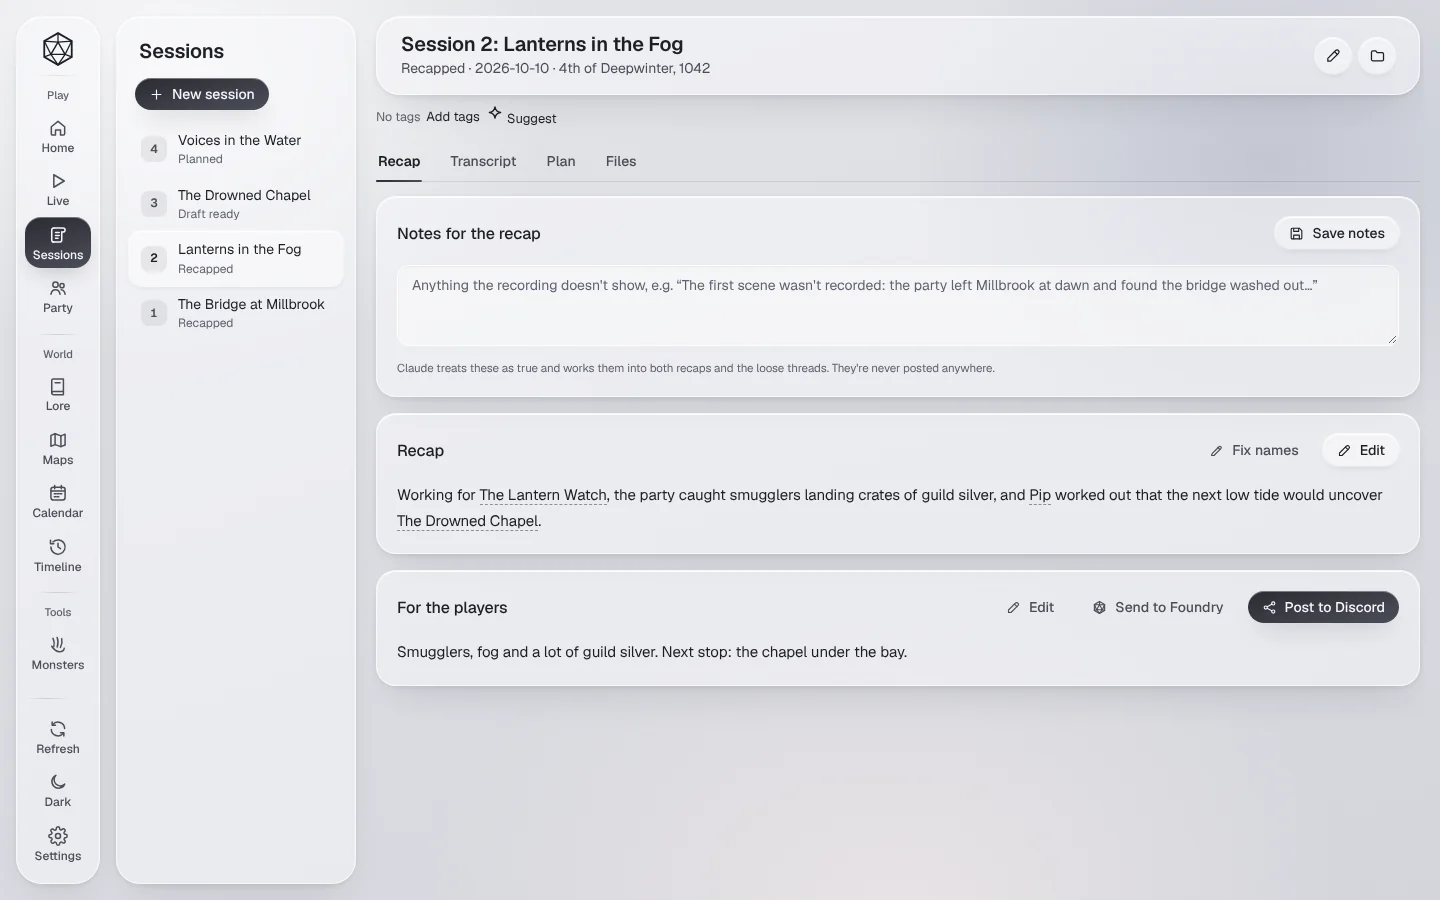 Play
Home
Live
Sessions
Party
World
Lore
Maps
Calendar
Timeline
Tools
Monsters
Refresh
Dark
Settings
Sessions
New session
4
Voices in the Water
Planned
3
The Drowned Chapel
Draft ready
2
Lanterns in the Fog
Recapped
1
The Bridge at Millbrook
Recapped
Session 2: Lanterns in the Fog
Recapped · 2026-10-10 · 4th of Deepwinter, 1042
No tags Add tags Suggest
Recap Transcript Plan Files
Notes for the recap
Save notes
Anything the recording doesn't show, e.g. “The first scene wasn't recorded: the party left Millbrook at dawn and found the bridge washed out…”
Claude treats these as true and works them into both recaps and the loose threads. They're never posted anywhere.
Recap
Fix names
Edit
Working for The Lantern Watch, the party caught smugglers landing crates of guild silver, and Pip worked out that the next low tide would uncover
The Drowned Chapel.
For the players
Edit
Send to Foundry
Post to Discord
Smugglers, fog and a lot of guild silver. Next stop: the chapel under the bay.